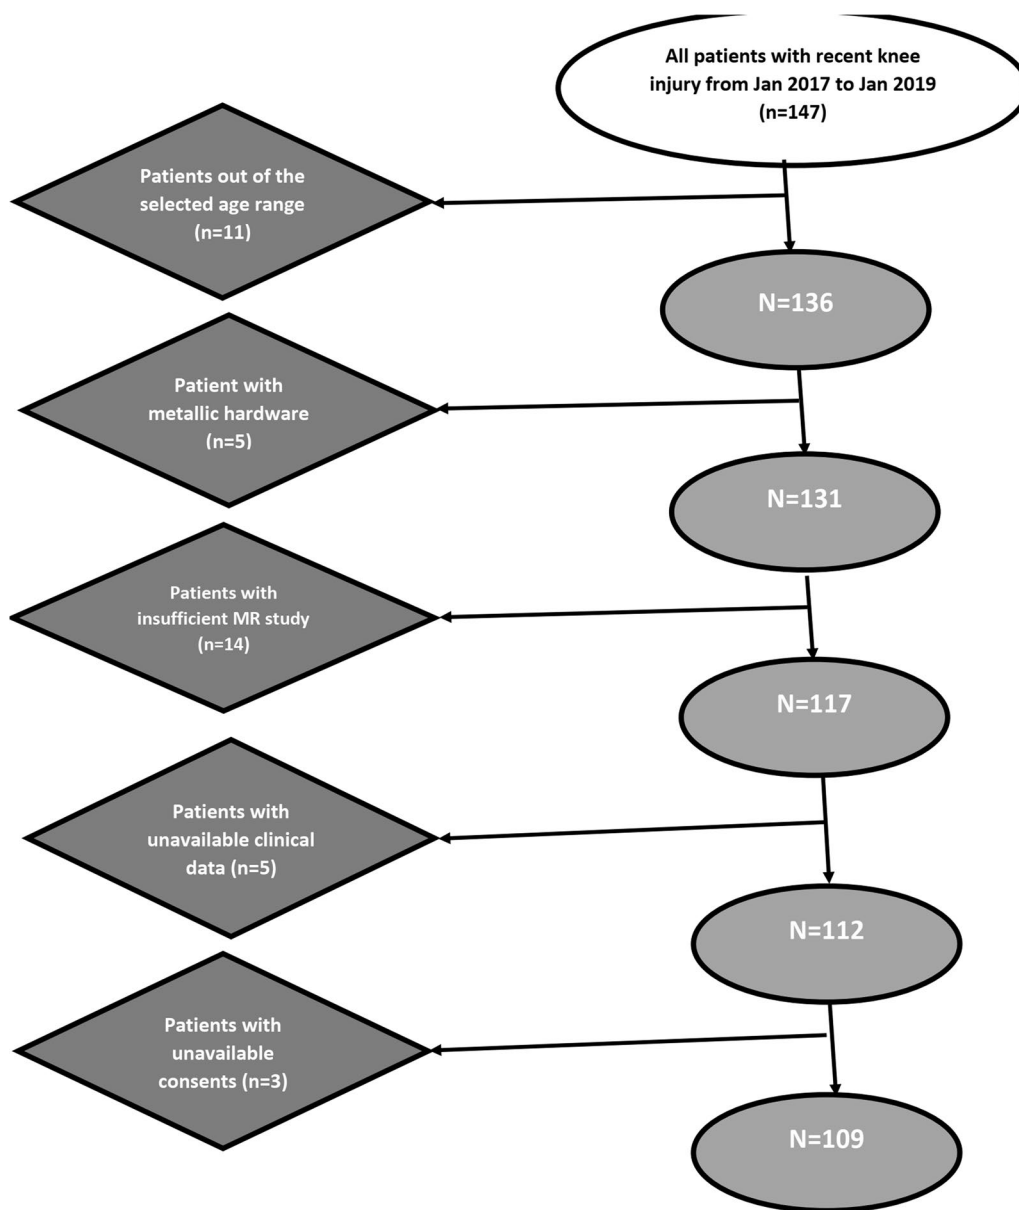 All patients with recent knee
injury from Jan 2017 to Jan 2019
(n=147)
Patients out of the
selected age range
(n=11)
N=136
Patient with
metallic hardware
(n=5)
N=131
Patients with
insufficient MR study
(n=14)
N=117
Patients with
unavailable clinical
data (n=5)
N=112
Patients with
unavailable
consents (n=3)
N=109